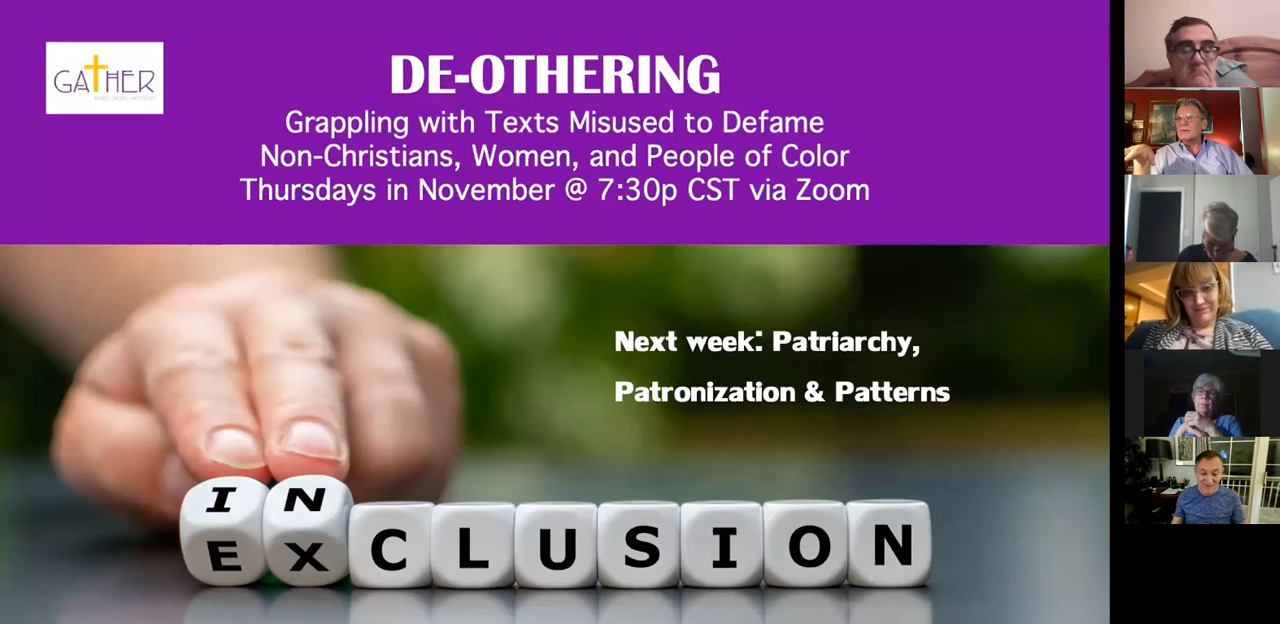 GATHER
DE-OTHERING
Grappling with Texts Misused to Defame
Non-Christians, Women, and People of Color
Thursdays in November @ 7:30p CST via Zoom
Next week: Patriarchy,
Patronization & Patterns
IN
EXCLUSION